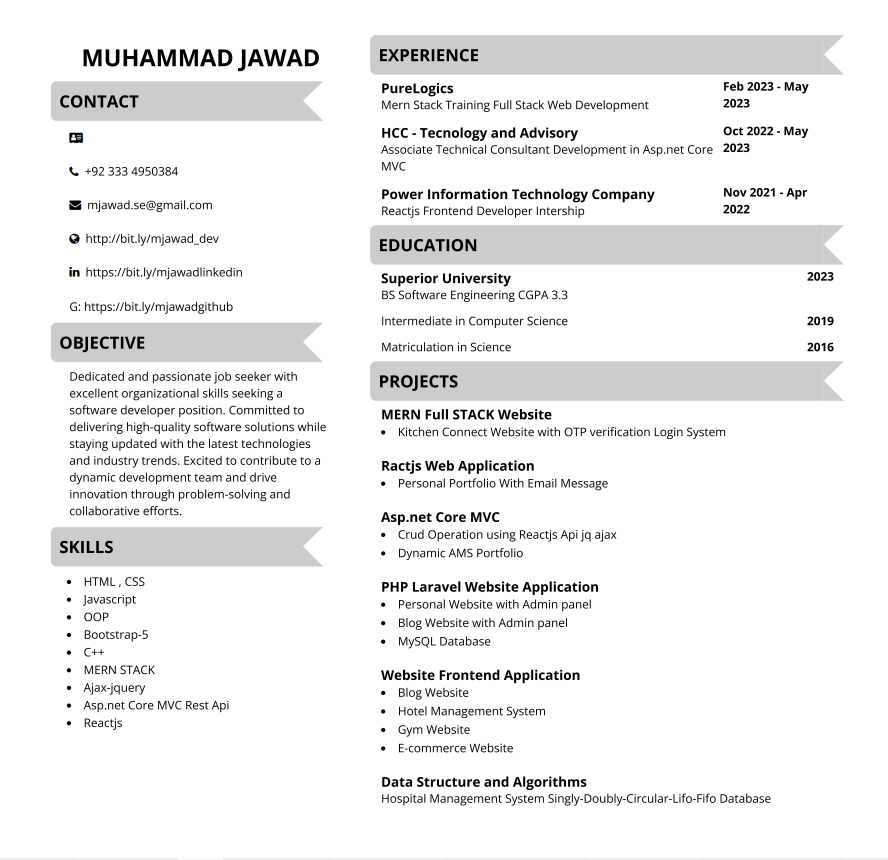 MUHAMMAD JAWAD
CONTACT
+92 333 4950384
mjawad.se@gmail.com
http://bit.ly/mjawad_dev
in https://bit.ly/mjawadlinkedin
G: https://bit.ly/mjawadgithub
OBJECTIVE
Dedicated and passionate job seeker with
excellent organizational skills seeking a
software developer position. Committed to
delivering high-quality software solutions while
staying updated with the latest technologies
and industry trends. Excited to contribute to a
dynamic development team and drive
innovation through problem-solving and
collaborative efforts.
SKILLS
• HTML , CSS
• Javascript
• OOP
• Bootstrap-5
• C++
• MERN STACK
• Ajax-jquery
• Asp.net Core MVC Rest Api
• Reactjs
EXPERIENCE
PureLogics Feb 2023 - May
Mern Stack Training Full Stack Web Development 2023
HCC - Tecnology and Advisory Oct 2022 - May
Associate Technical Consultant Development in Asp.net Core 2023
MVC
Power Information Technology Company Nov 2021 - Apr
Reactjs Frontend Developer Intership 2022
EDUCATION
Superior University 2023
BS Software Engineering CGPA 3.3
Intermediate in Computer Science 2019
Matriculation in Science 2016
PROJECTS
MERN Full STACK Website
• Kitchen Connect Website with OTP verification Login System
Ractjs Web Application
• Personal Portfolio With Email Message
Asp.net Core MVC
• Crud Operation using Reactjs Api jq ajax
• Dynamic AMS Portfolio
PHP Laravel Website Application
• Personal Website with Admin panel
• Blog Website with Admin panel
• MySQL Database
Website Frontend Application
• Blog Website
• Hotel Management System
• Gym Website
• E-commerce Website
Data Structure and Algorithms
Hospital Management System Singly-Doubly-Circular-Lifo-Fifo Database